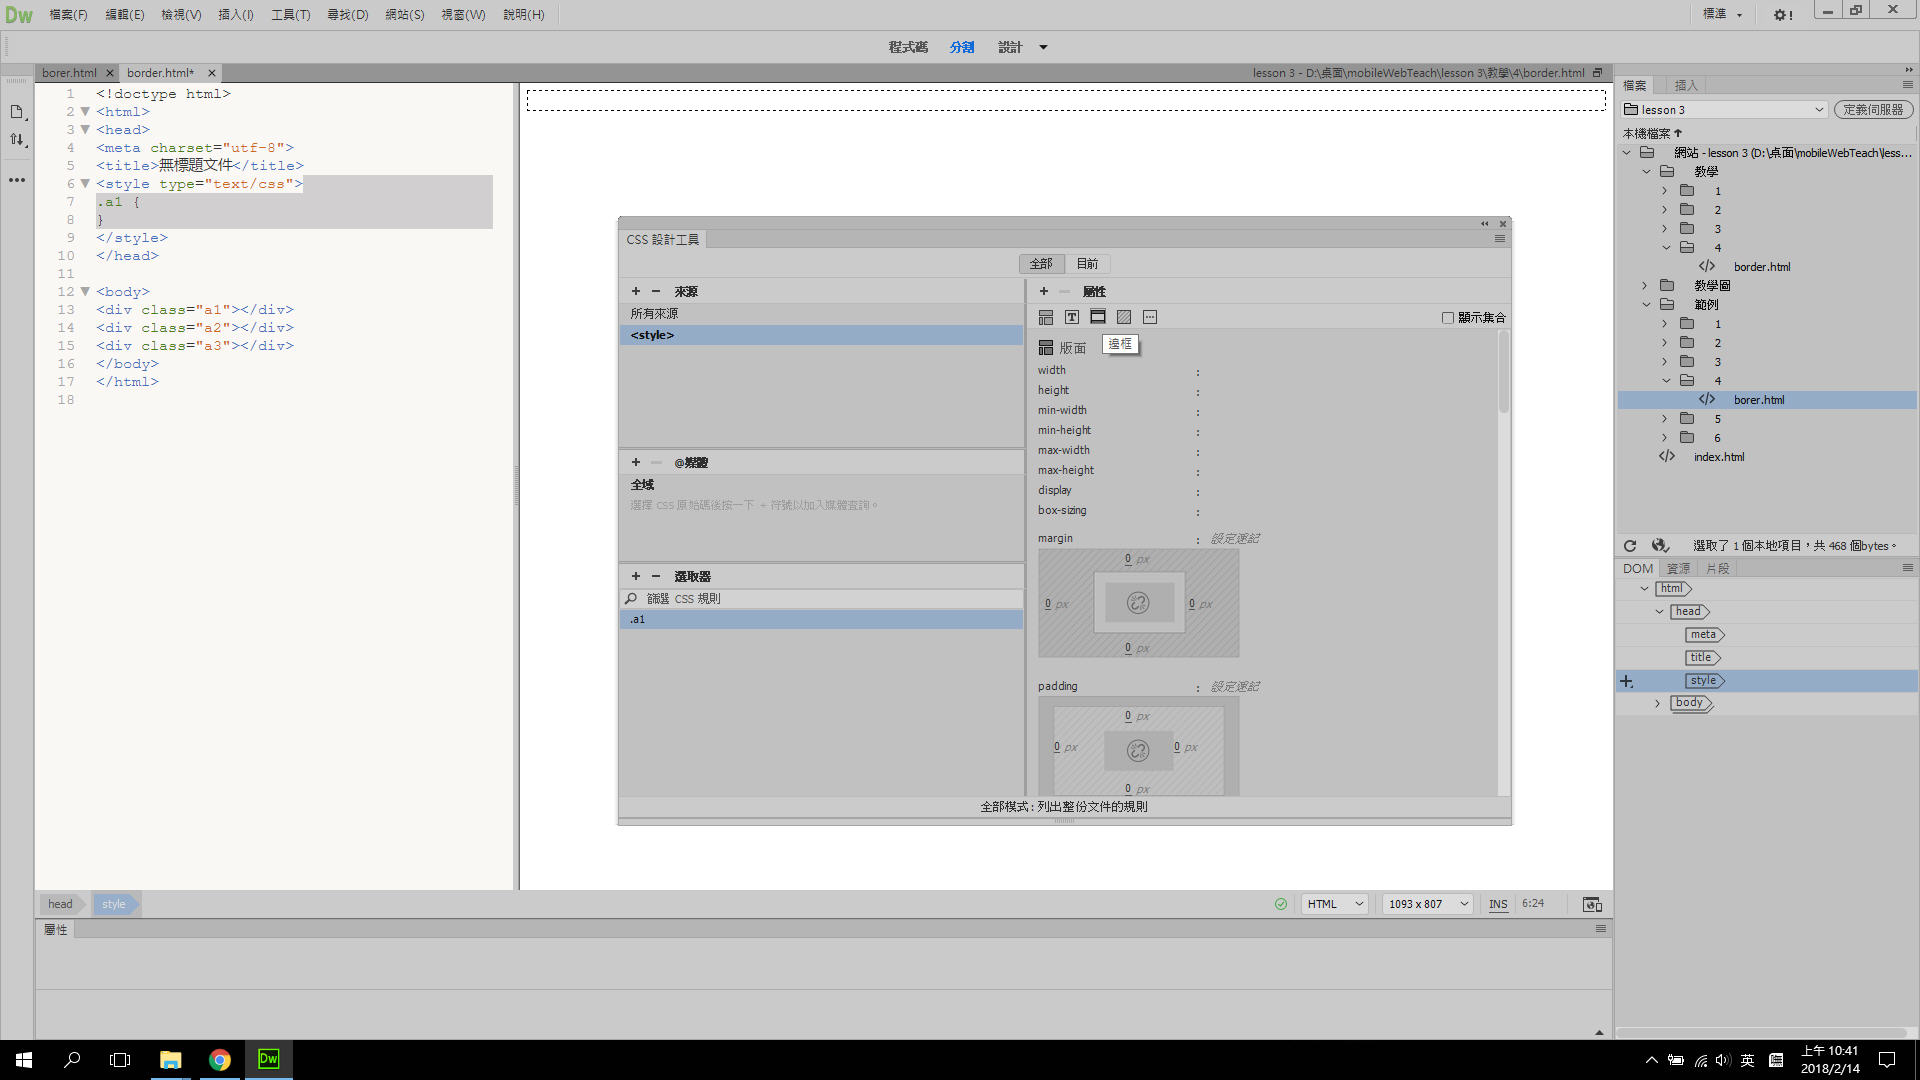 Dw 檔案(F) 編輯(E) 檢視(V) 插入(I) 工具(T) 尋找(D) 網站(S) 視窗(W) 說明(H) 標準
程式碼 分割 設計
borer.html border.html* lesson 3 - D:\桌面\mobileWebTeach\lesson 3\教學\4\border.html
1 <!doctype html>
2 <html>
3 <head>
4 <meta charset="utf-8">
5 <title>無標題文件</title>
6 <style type="text/css">
7 .a1 {
8 }
9 </style>
10 </head>
11
12 <body>
13 <div class="a1"></div>
14 <div class="a2"></div>
15 <div class="a3"></div>
16 </body>
17 </html>
18
CSS 設計工具
全部 目前
來源
所有來源
<style>
@媒體
全域
選擇 CSS 原始碼後按一下 + 符號以加入媒體查詢。
選取器
篩選 CSS 規則
.a1
屬性
T
顯示集合
版面
邊框
width :
height :
min-width :
min-height :
max-width :
max-height :
display :
box-sizing :
margin : 設定速記
0 px
0 px 0 px
0 px
padding : 設定速記
0 px
0 px 0 px
0 px
全部模式 : 列出整份文件的規則
head style
HTML 1093 x 807 INS 6:24
屬性
檔案 插入
lesson 3 定義伺服器
本機檔案
網站 - lesson 3 (D:\桌面\mobileWebTeach\less...
教學
1
2
3
4
border.html
教學圖
範例
1
2
3
4
borer.html
5
6
index.html
選取了 1 個本地項目，共 468 個bytes。
DOM 資源 片段
html
head
meta
title
style
body
Dw
英
上午 10:41
2018/2/14